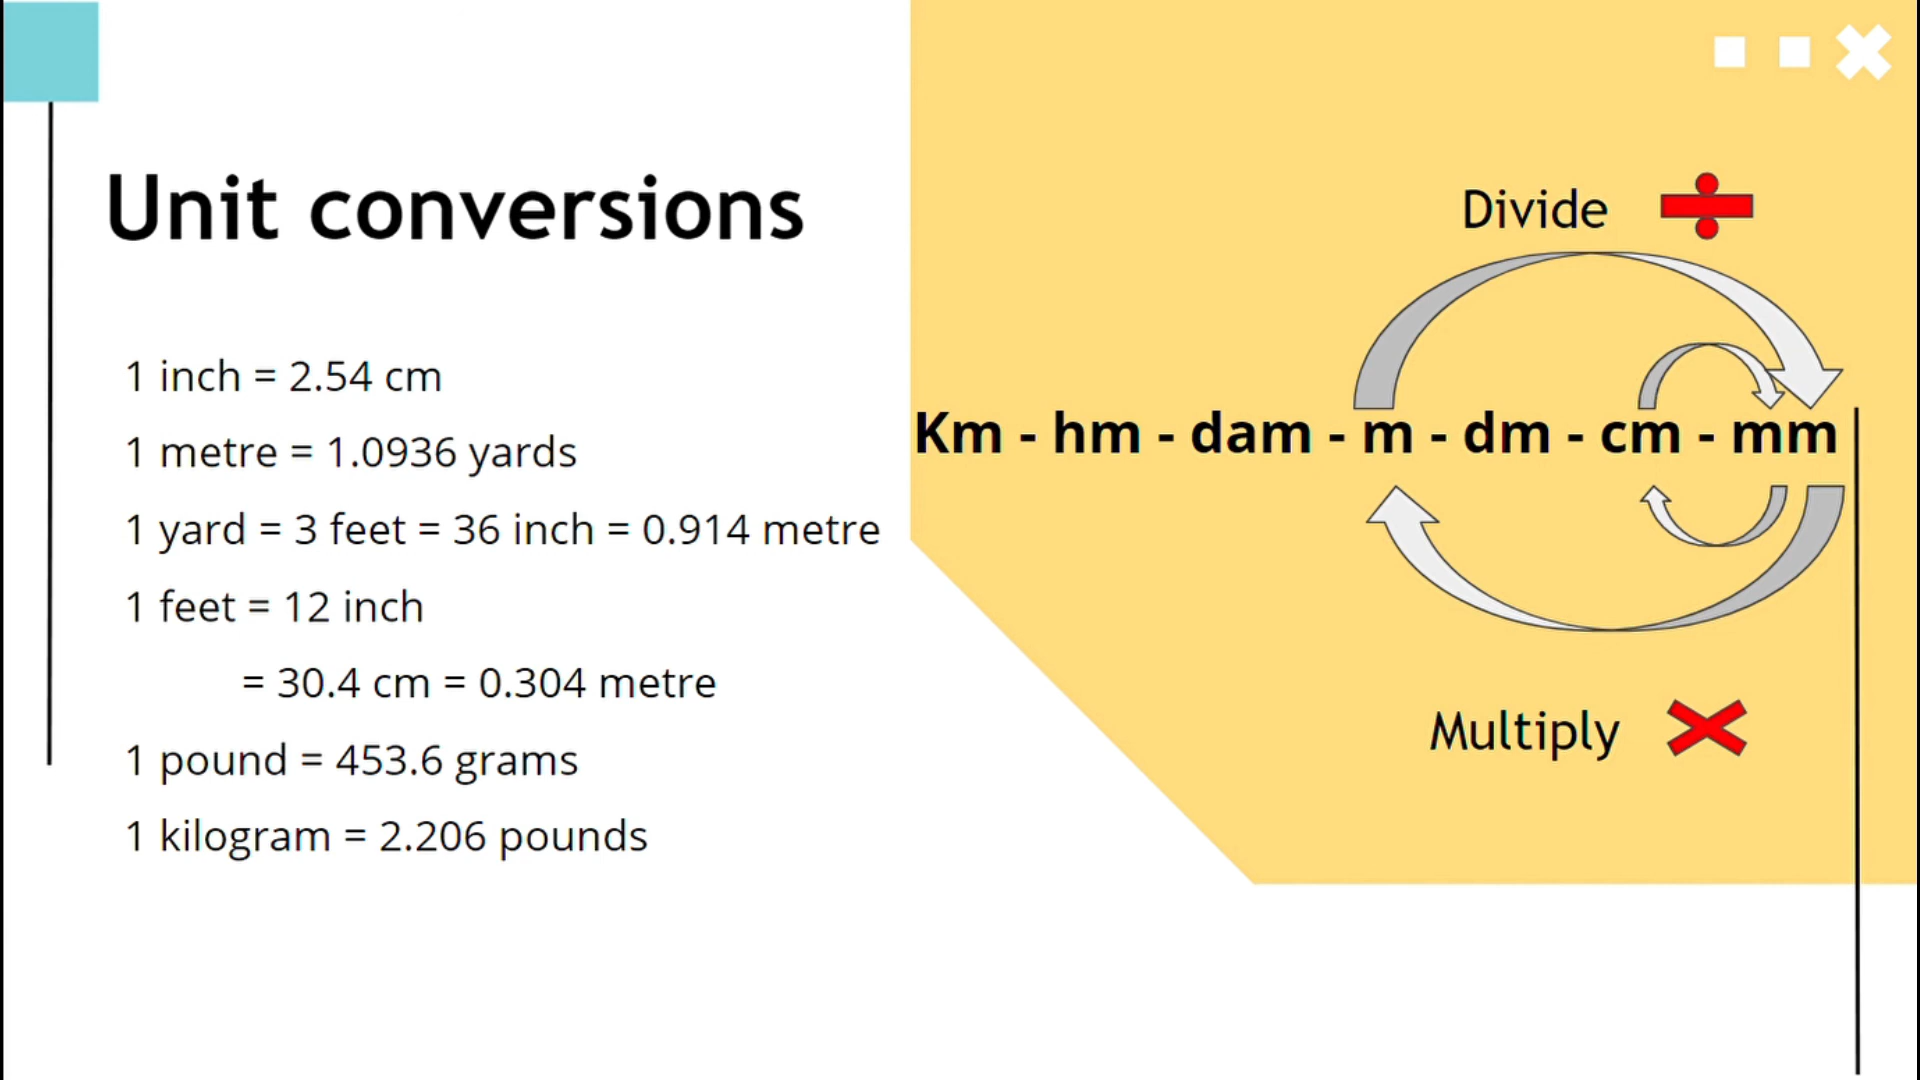 Unit conversions
1 inch = 2.54 cm
1 metre = 1.0936 yards
1 yard = 3 feet = 36 inch = 0.914 metre
1 feet = 12 inch
= 30.4 cm = 0.304 metre
1 pound = 453.6 grams
1 kilogram = 2.206 pounds
Divide
Km - hm - dam - m - dm - cm - mm
Multiply